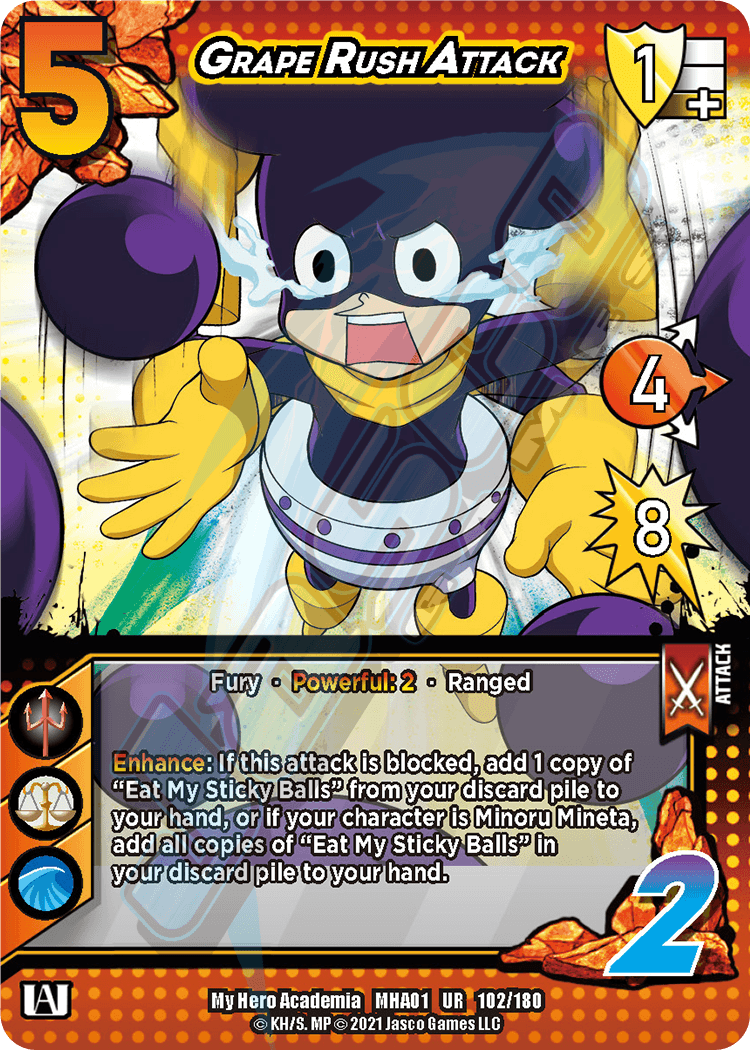 5
GRAPE RUSH ATTACK
1
+
4
8
ATTACK
Fury • Powerful: 2 • Ranged
Enhance: If this attack is blocked, add 1 copy of
“Eat My Sticky Balls” from your discard pile to
your hand, or if your character is Minoru Mineta,
add all copies of “Eat My Sticky Balls” in
your discard pile to your hand.
2
My Hero Academia MHA01 UR 102/180
© KH/S. MP © 2021 Jasco Games LLC